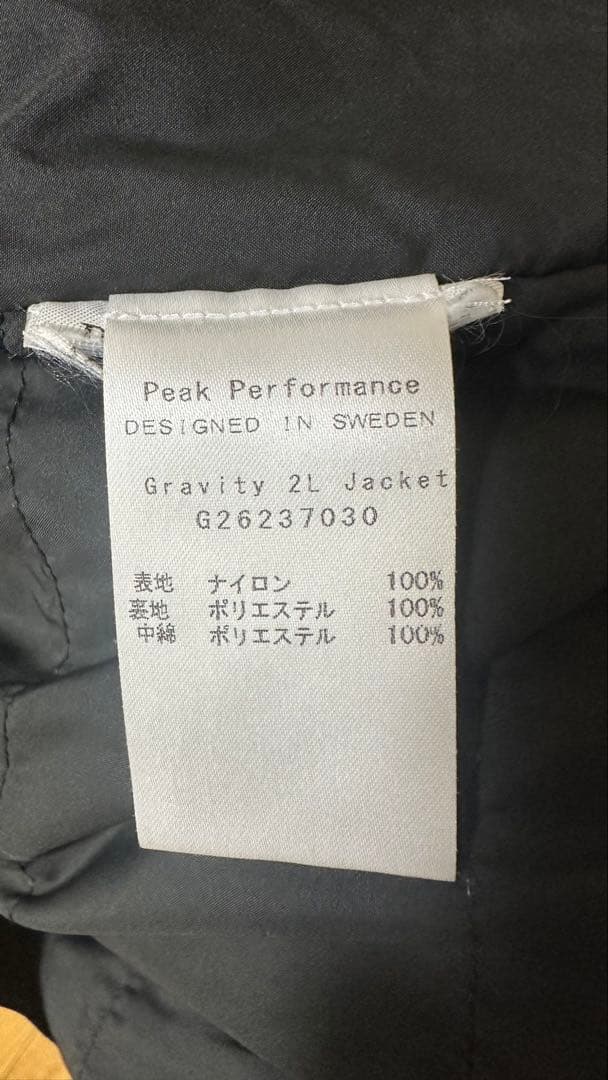 Peak Performance
DESIGNED IN SWEDEN
Gravity 2L Jacket
G26237030
表地 ナイロン 100%
裏地 ポリエステル 100%
中綿 ポリエステル 100%